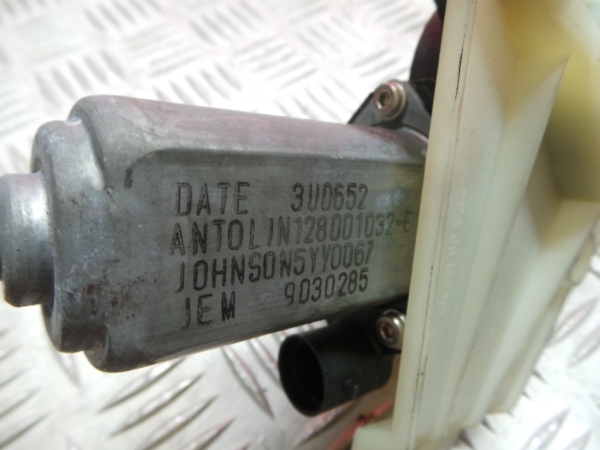 DATE 3U0652
ANTOLIN128001032-E
JOHNSON5YY0067
JEM 9030285